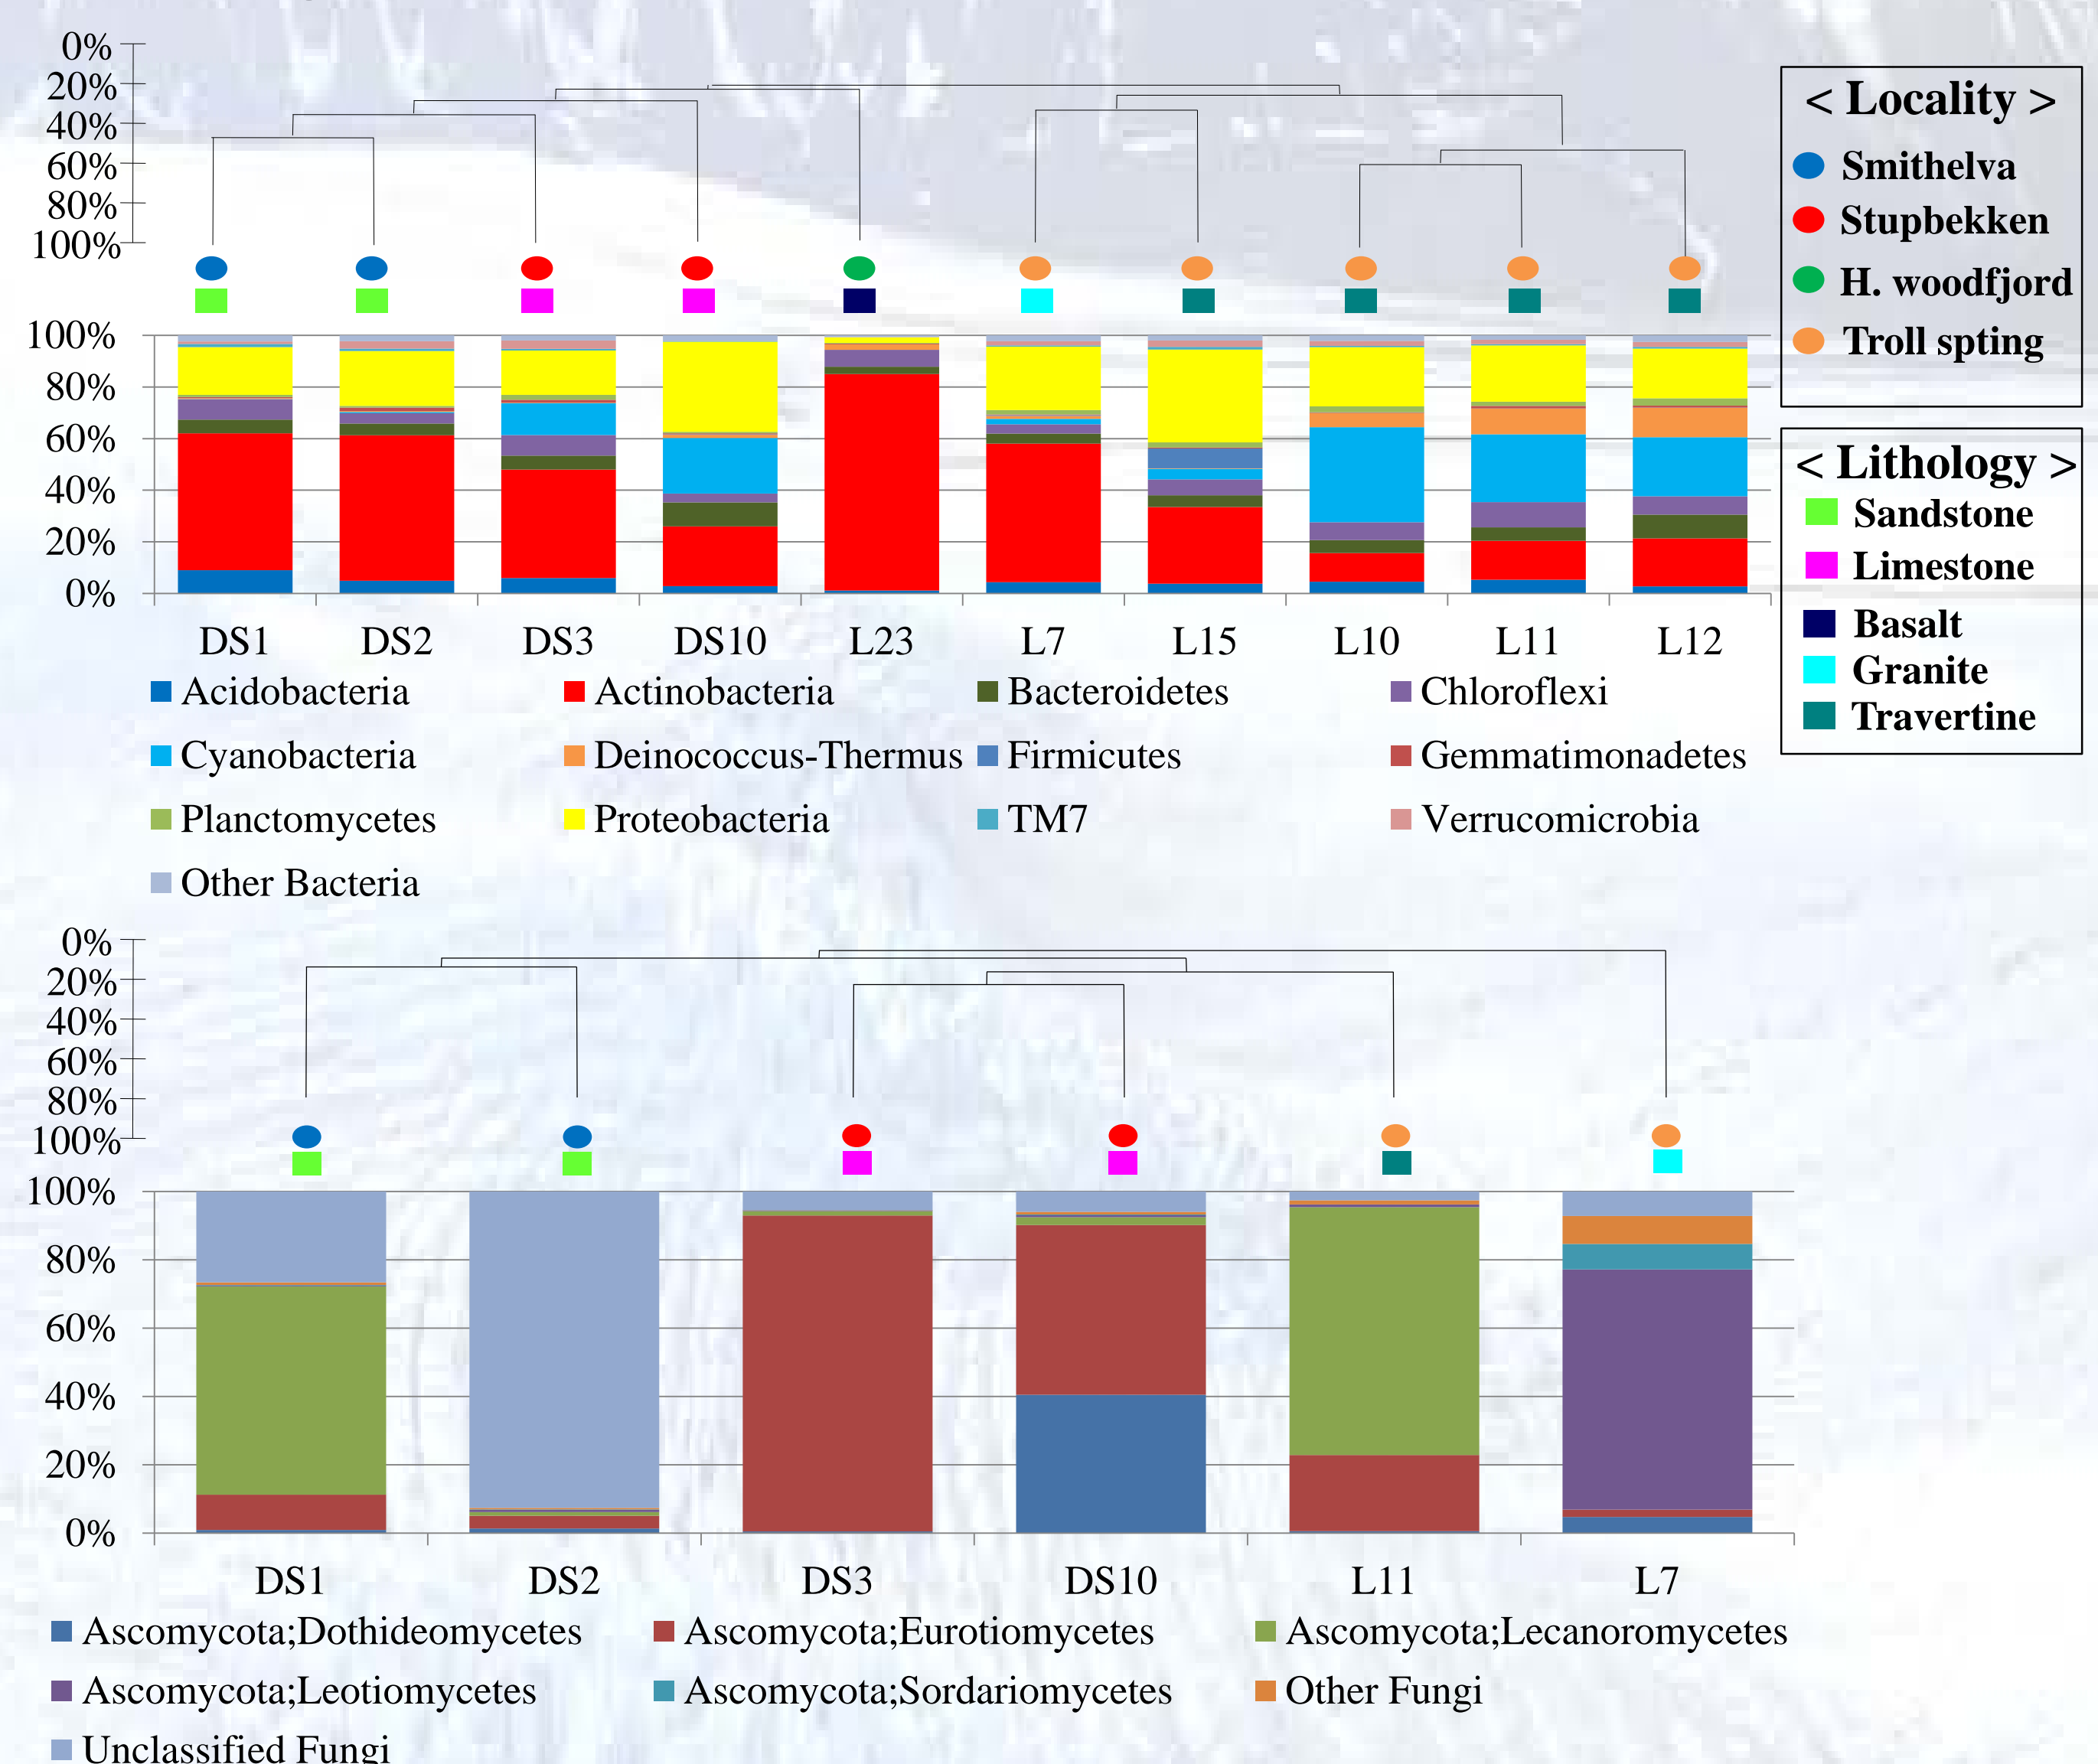 0%
20%
40%
60%
80%
100%
< Locality >
Smithelva
Stupbekken
H. woodfjord
Troll spting
100%
80%
60%
40%
20%
0%
DS1 DS2 DS3 DS10 L23 L7 L15 L10 L11 L12
< Lithology >
Sandstone
Limestone
Basalt
Granite
Travertine
Acidobacteria Actinobacteria Bacteroidetes Chloroflexi
Cyanobacteria Deinococcus-Thermus Firmicutes Gemmatimonadetes
Planctomycetes Proteobacteria TM7 Verrucomicrobia
Other Bacteria
0%
20%
40%
60%
80%
100%
100%
80%
60%
40%
20%
0%
DS1 DS2 DS3 DS10 L11 L7
Ascomycota;Dothideomycetes Ascomycota;Eurotiomycetes Ascomycota;Lecanoromycetes
Ascomycota;Leotiomycetes Ascomycota;Sordariomycetes Other Fungi
Unclassified Fungi